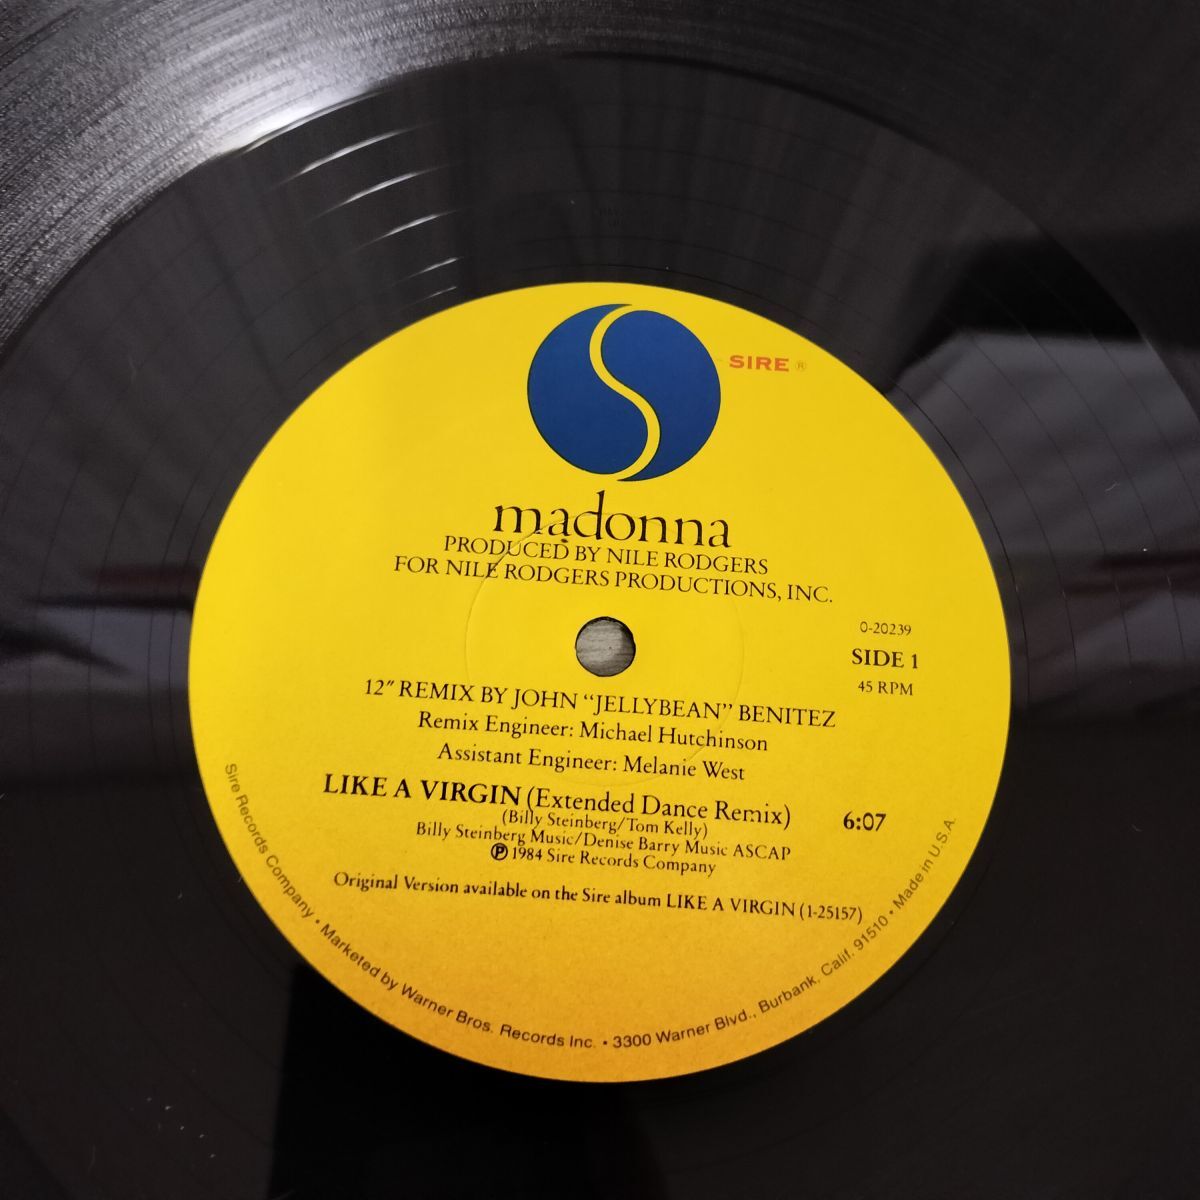 SIRE ®
madonna
PRODUCED BY NILE RODGERS
FOR NILE RODGERS PRODUCTIONS, INC.
0-20239
SIDE 1
45 RPM
12" REMIX BY JOHN “JELLYBEAN” BENITEZ
Remix Engineer: Michael Hutchinson
Assistant Engineer: Melanie West
LIKE A VIRGIN (Extended Dance Remix) 6:07
(Billy Steinberg/Tom Kelly)
Billy Steinberg Music/Denise Barry Music ASCAP
℗ 1984 Sire Records Company
Original Version available on the Sire album LIKE A VIRGIN (1-25157)
Sire Records Company • Marketed by Warner Bros. Records Inc. • 3300 Warner Blvd., Burbank, Calif. 91510 • Made in U.S.A.